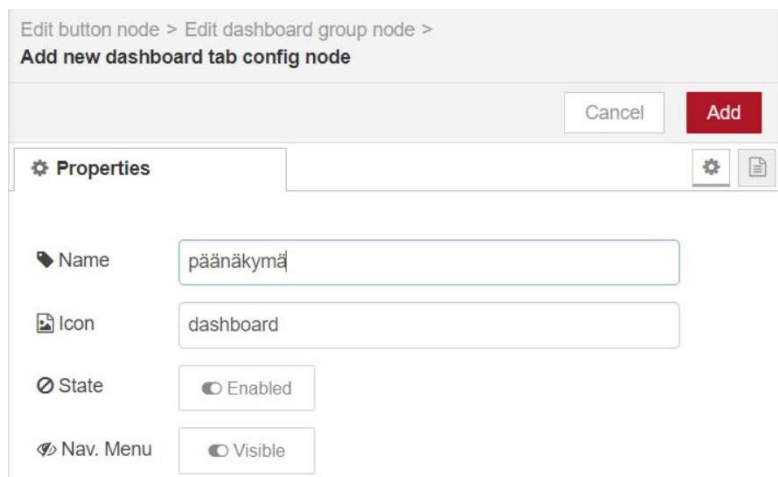 Edit button node > Edit dashboard group node >
Add new dashboard tab config node
Cancel Add
Properties
Name päänäkymä
Icon dashboard
State Enabled
Nav. Menu Visible